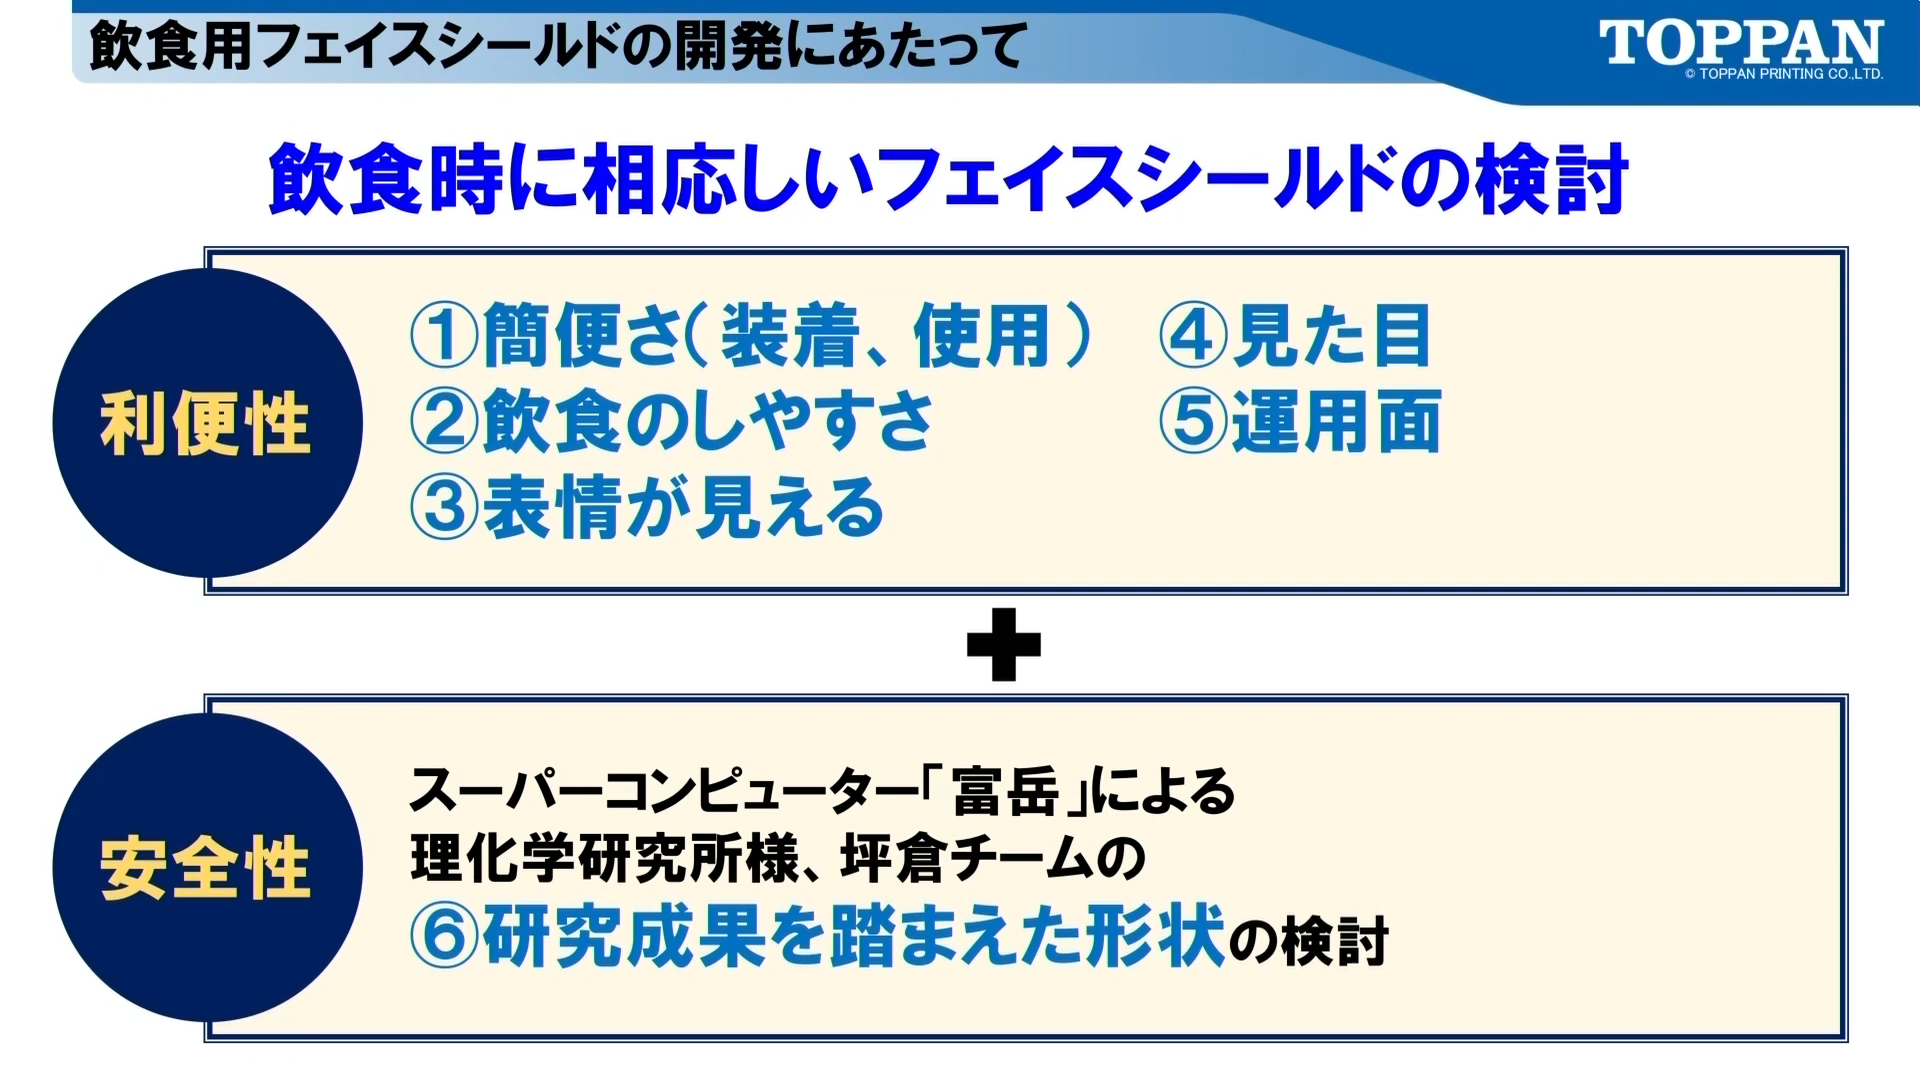 飲食用フェイスシールドの開発にあたって
TOPPAN
© TOPPAN PRINTING CO.,LTD.
飲食時に相応しいフェイスシールドの検討
利便性
①簡便さ(装着、使用)
②飲食のしやすさ
③表情が見える
④見た目
⑤運用面
安全性
スーパーコンピューター「富岳」による
理化学研究所様、坪倉チームの
⑥研究成果を踏まえた形状の検討